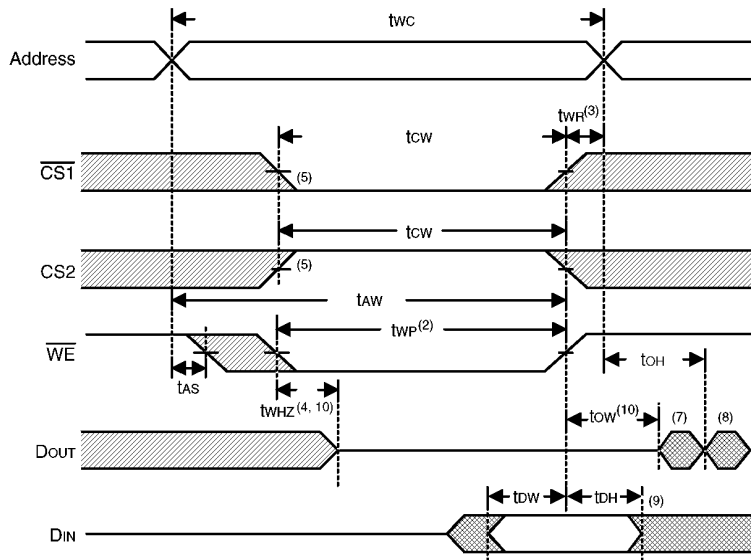 tWC
Address
tCW
tWR(3)
CS1
(5)
tCW
CS2
(5)
tAW
tWP(2)
WE
tOH
tAS
tWHZ(4, 10)
tOW(10)
(7)
(8)
DOUT
tDW
tDH
(9)
DIN